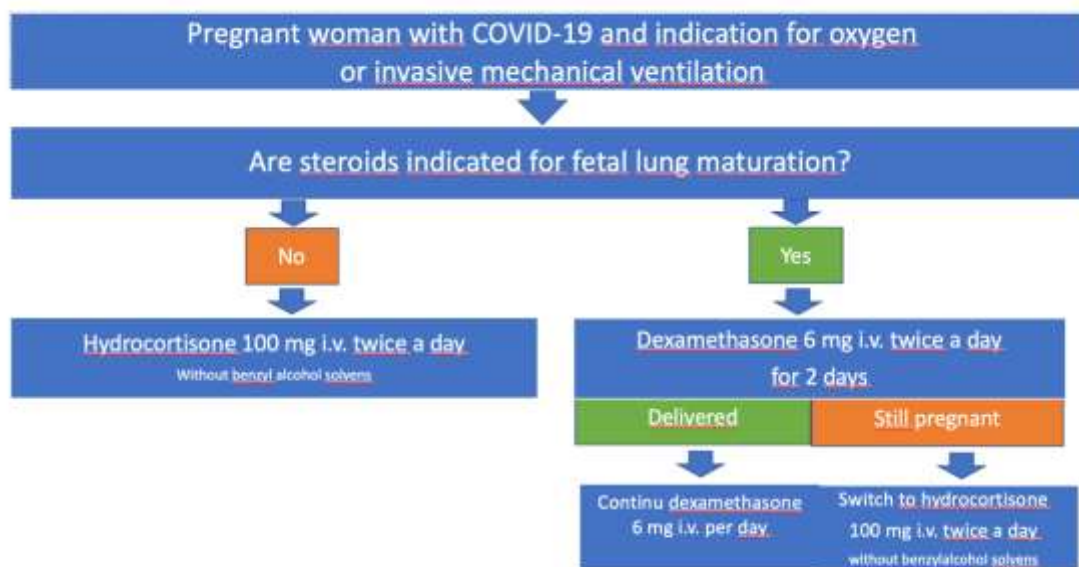 Pregnant woman with COVID-19 and indication for oxygen
or invasive mechanical ventilation
Are steroids indicated for fetal lung maturation?
No
Yes
Hydrocortisone 100 mg i.v. twice a day
Without benzyl alcohol solvens
Dexamethasone 6 mg i.v. twice a day
for 2 days
Delivered
Still pregnant
Continu dexamethasone
6 mg i.v. per day
Switch to hydrocortisone
100 mg i.v. twice a day
without benzylalcohol solvens